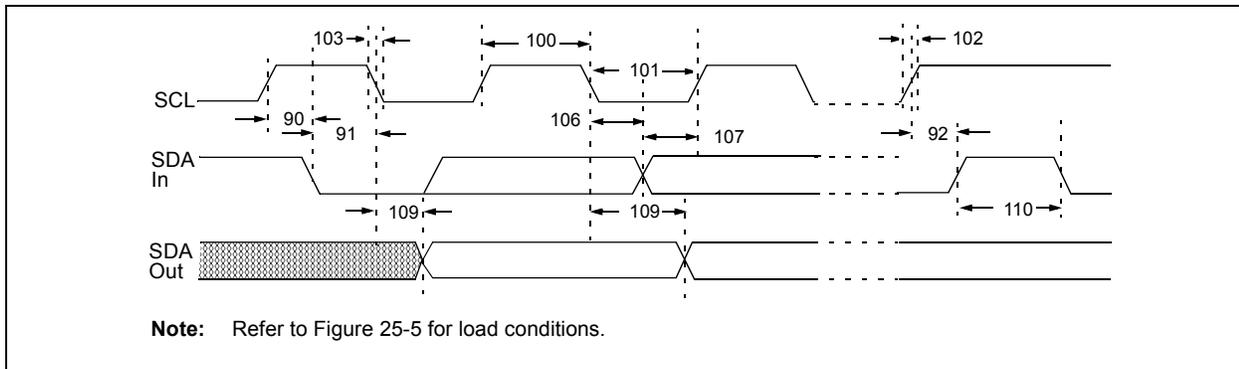 103 100 102
101
SCL
90 106 107
91 92
SDA
In
109 109 110
SDA
Out
Note: Refer to Figure 25-5 for load conditions.